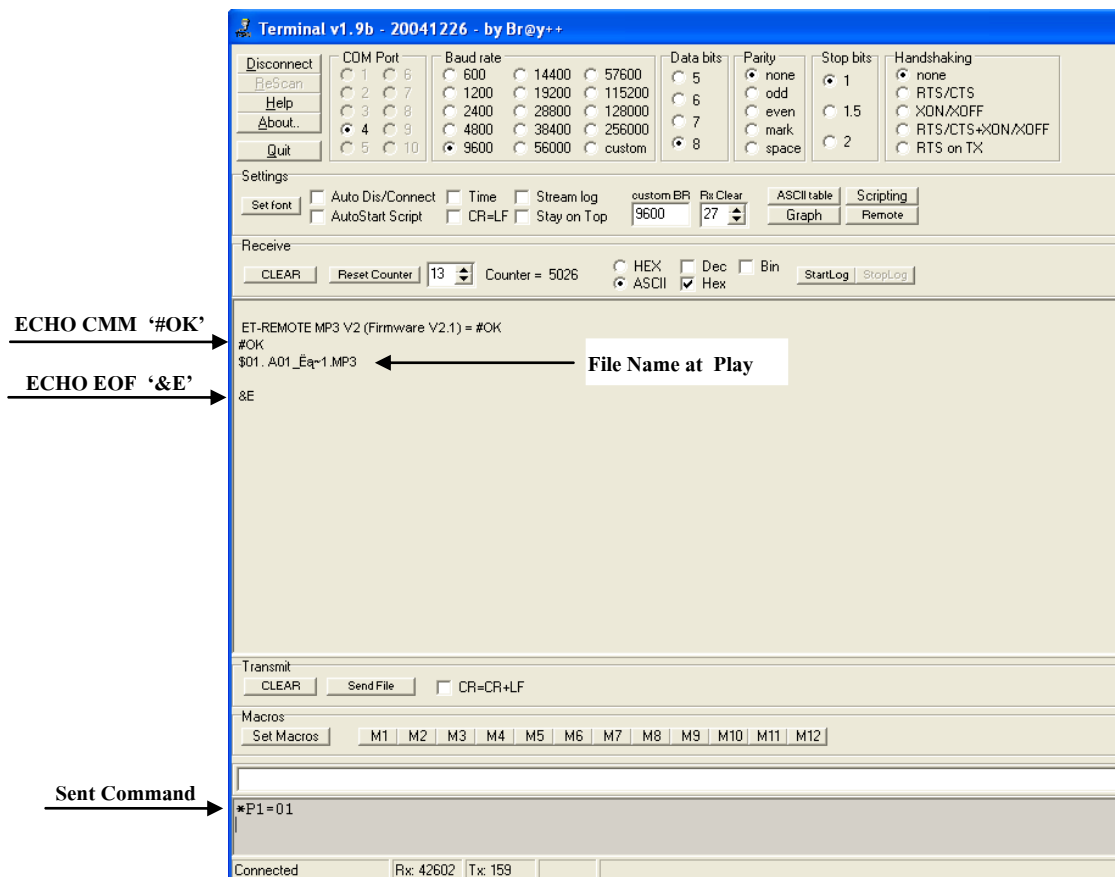 Terminal v1.9b - 20041226 - by Br@y++
Disconnect
ReScan
Help
About..
Quit
COM Port
1 6
2 7
3 8
4 9
5 10
Baud rate
600 14400 57600
1200 19200 115200
2400 28800 128000
4800 38400 256000
9600 56000 custom
Data bits
5
6
7
8
Parity
none
odd
even
mark
space
Stop bits
1
1.5
2
Handshaking
none
RTS/CTS
XON/XOFF
RTS/CTS+XON/XOFF
RTS on TX
Settings
Set font
Auto Dis/Connect Time Stream log
AutoStart Script CR=LF Stay on Top
custom BR Rx Clear
9600 27
ASCII table Scripting
Graph Remote
Receive
CLEAR Reset Counter 13 Counter = 5026
HEX Dec Bin
ASCII Hex
StartLog StopLog
ET-REMOTE MP3 V2 (Firmware V2.1) = #OK
ECHO CMM ‘#OK’
#OK
$01. A01_Ëą~1.MP3
File Name at Play
ECHO EOF ‘&E’
&E
Transmit
CLEAR Send File CR=CR+LF
Macros
Set Macros M1 M2 M3 M4 M5 M6 M7 M8 M9 M10 M11 M12
Sent Command
*P1=01
Connected Rx: 42602 Tx: 159